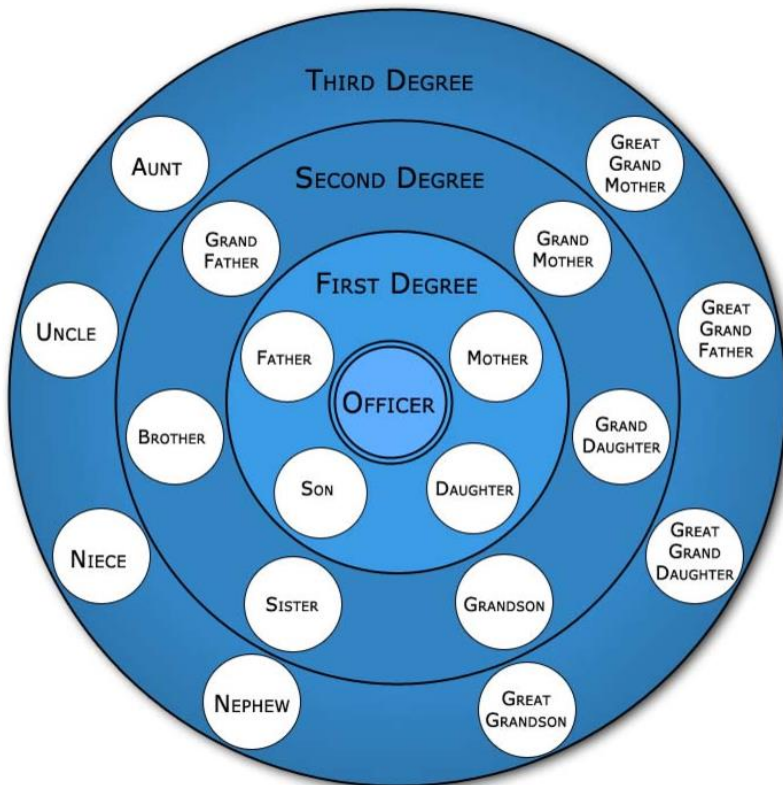 THIRD DEGREE
AUNT
GREAT
GRAND
MOTHER
SECOND DEGREE
GRAND
FATHER
GRAND
MOTHER
FIRST DEGREE
UNCLE
GREAT
GRAND
FATHER
FATHER
MOTHER
OFFICER
BROTHER
GRAND
DAUGHTER
SON
DAUGHTER
NIECE
GREAT
GRAND
DAUGHTER
SISTER
GRANDSON
NEPHEW
GREAT
GRANDSON